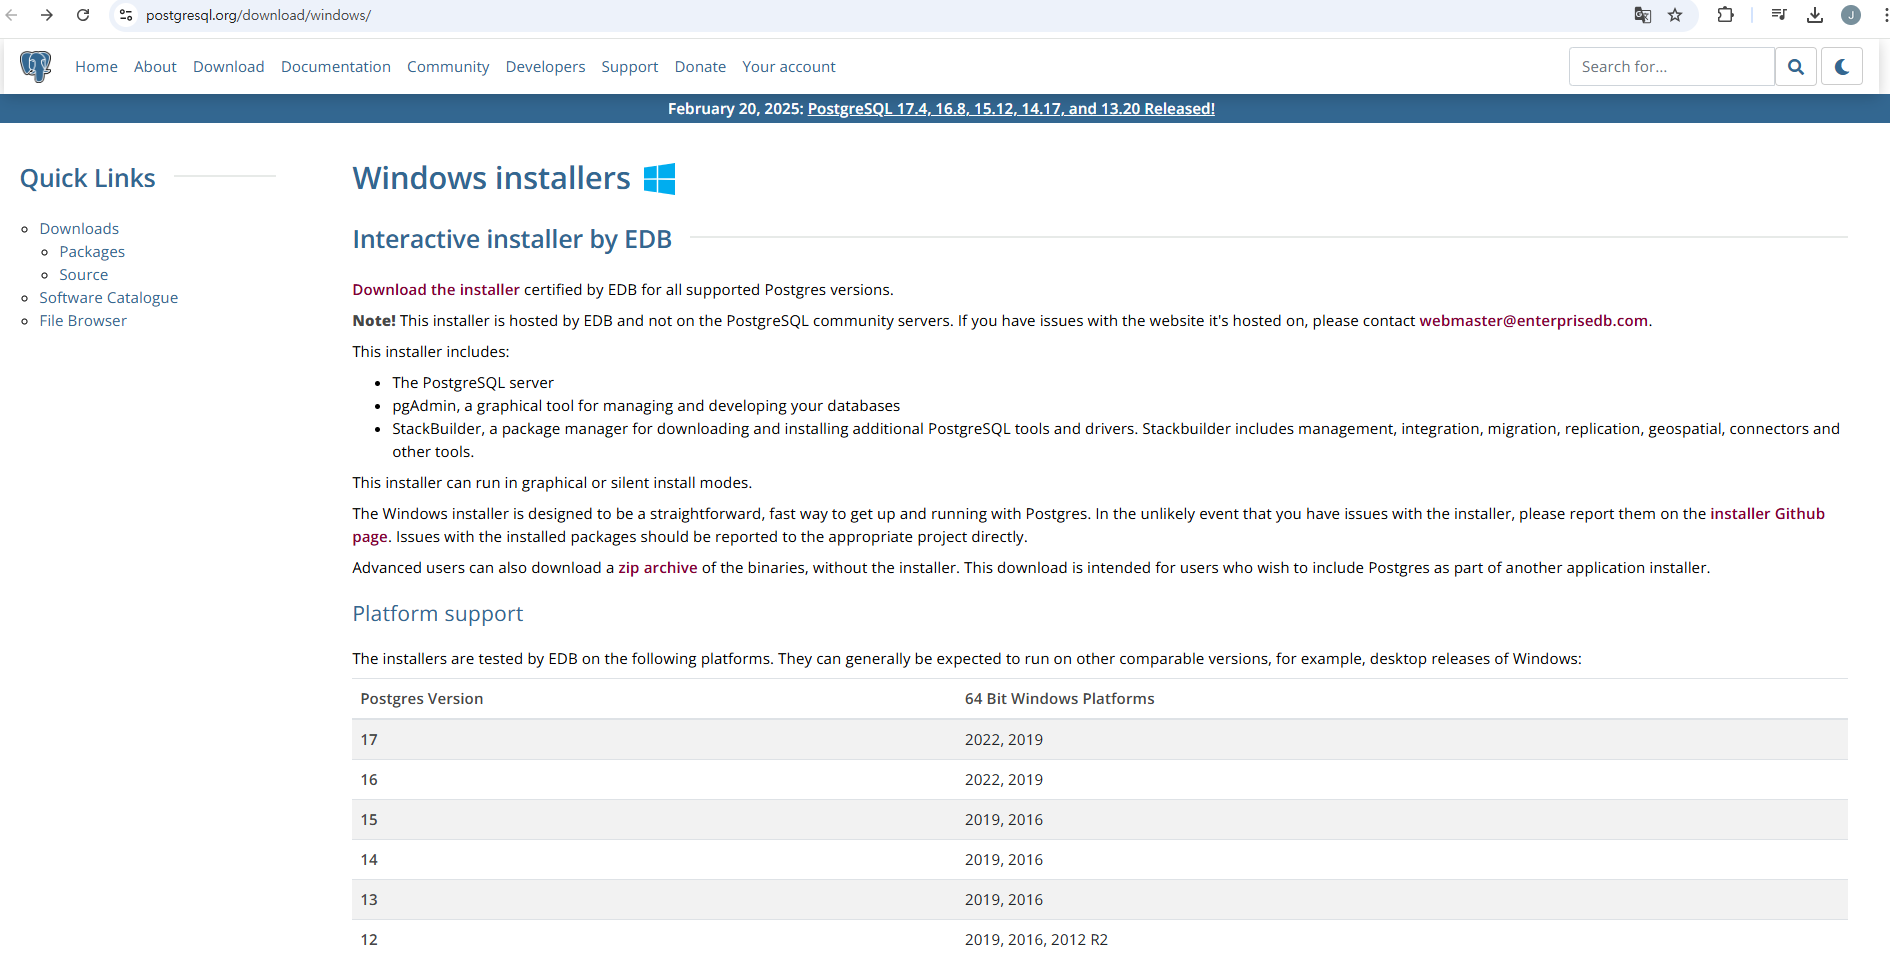 postgresql.org/download/windows/
J
Home About Download Documentation Community Developers Support Donate Your account
Search for...
February 20, 2025: PostgreSQL 17.4, 16.8, 15.12, 14.17, and 13.20 Released!
Quick Links
Downloads
Packages
Source
Software Catalogue
File Browser
Windows installers
Interactive installer by EDB
Download the installer certified by EDB for all supported Postgres versions.
Note! This installer is hosted by EDB and not on the PostgreSQL community servers. If you have issues with the website it's hosted on, please contact webmaster@enterprisedb.com.
This installer includes:
The PostgreSQL server
pgAdmin, a graphical tool for managing and developing your databases
StackBuilder, a package manager for downloading and installing additional PostgreSQL tools and drivers. Stackbuilder includes management, integration, migration, replication, geospatial, connectors and
other tools.
This installer can run in graphical or silent install modes.
The Windows installer is designed to be a straightforward, fast way to get up and running with Postgres. In the unlikely event that you have issues with the installer, please report them on the installer Github
page. Issues with the installed packages should be reported to the appropriate project directly.
Advanced users can also download a zip archive of the binaries, without the installer. This download is intended for users who wish to include Postgres as part of another application installer.
Platform support
The installers are tested by EDB on the following platforms. They can generally be expected to run on other comparable versions, for example, desktop releases of Windows:
Postgres Version 64 Bit Windows Platforms
17 2022, 2019
16 2022, 2019
15 2019, 2016
14 2019, 2016
13 2019, 2016
12 2019, 2016, 2012 R2